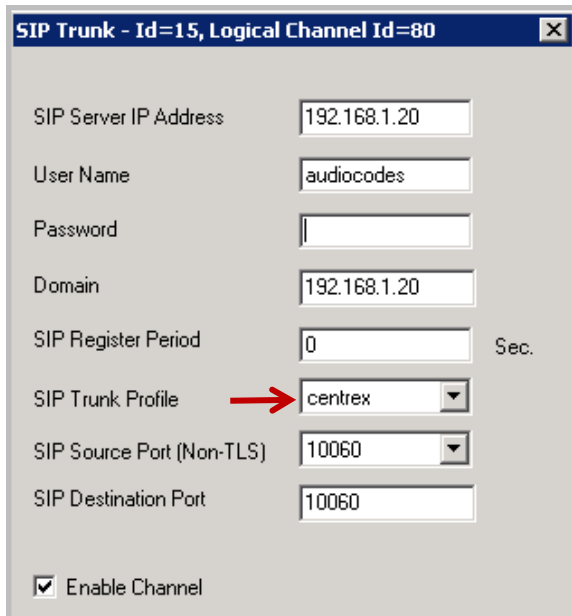 SIP Trunk - Id=15, Logical Channel Id=80
SIP Server IP Address 192.168.1.20
User Name audiocodes
Password
Domain 192.168.1.20
SIP Register Period 0 Sec.
SIP Trunk Profile centrex
SIP Source Port (Non-TLS) 10060
SIP Destination Port 10060
Enable Channel